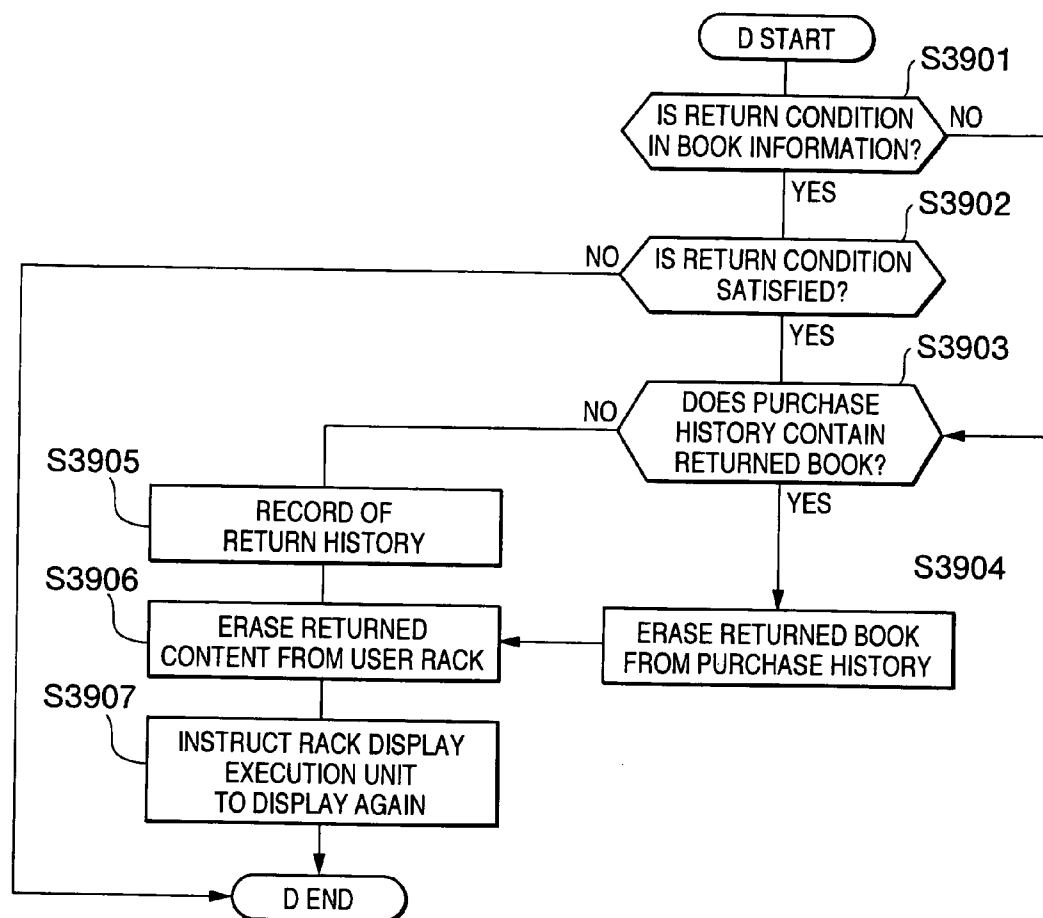 D START
S3901
IS RETURN CONDITION
IN BOOK INFORMATION?
NO
YES
S3902
NO
IS RETURN CONDITION
SATISFIED?
YES
S3903
NO
DOES PURCHASE
HISTORY CONTAIN
RETURNED BOOK?
YES
S3905
RECORD OF
RETURN HISTORY
S3904
ERASE RETURNED BOOK
FROM PURCHASE HISTORY
S3906
ERASE RETURNED
CONTENT FROM USER RACK
S3907
INSTRUCT RACK DISPLAY
EXECUTION UNIT
TO DISPLAY AGAIN
D END